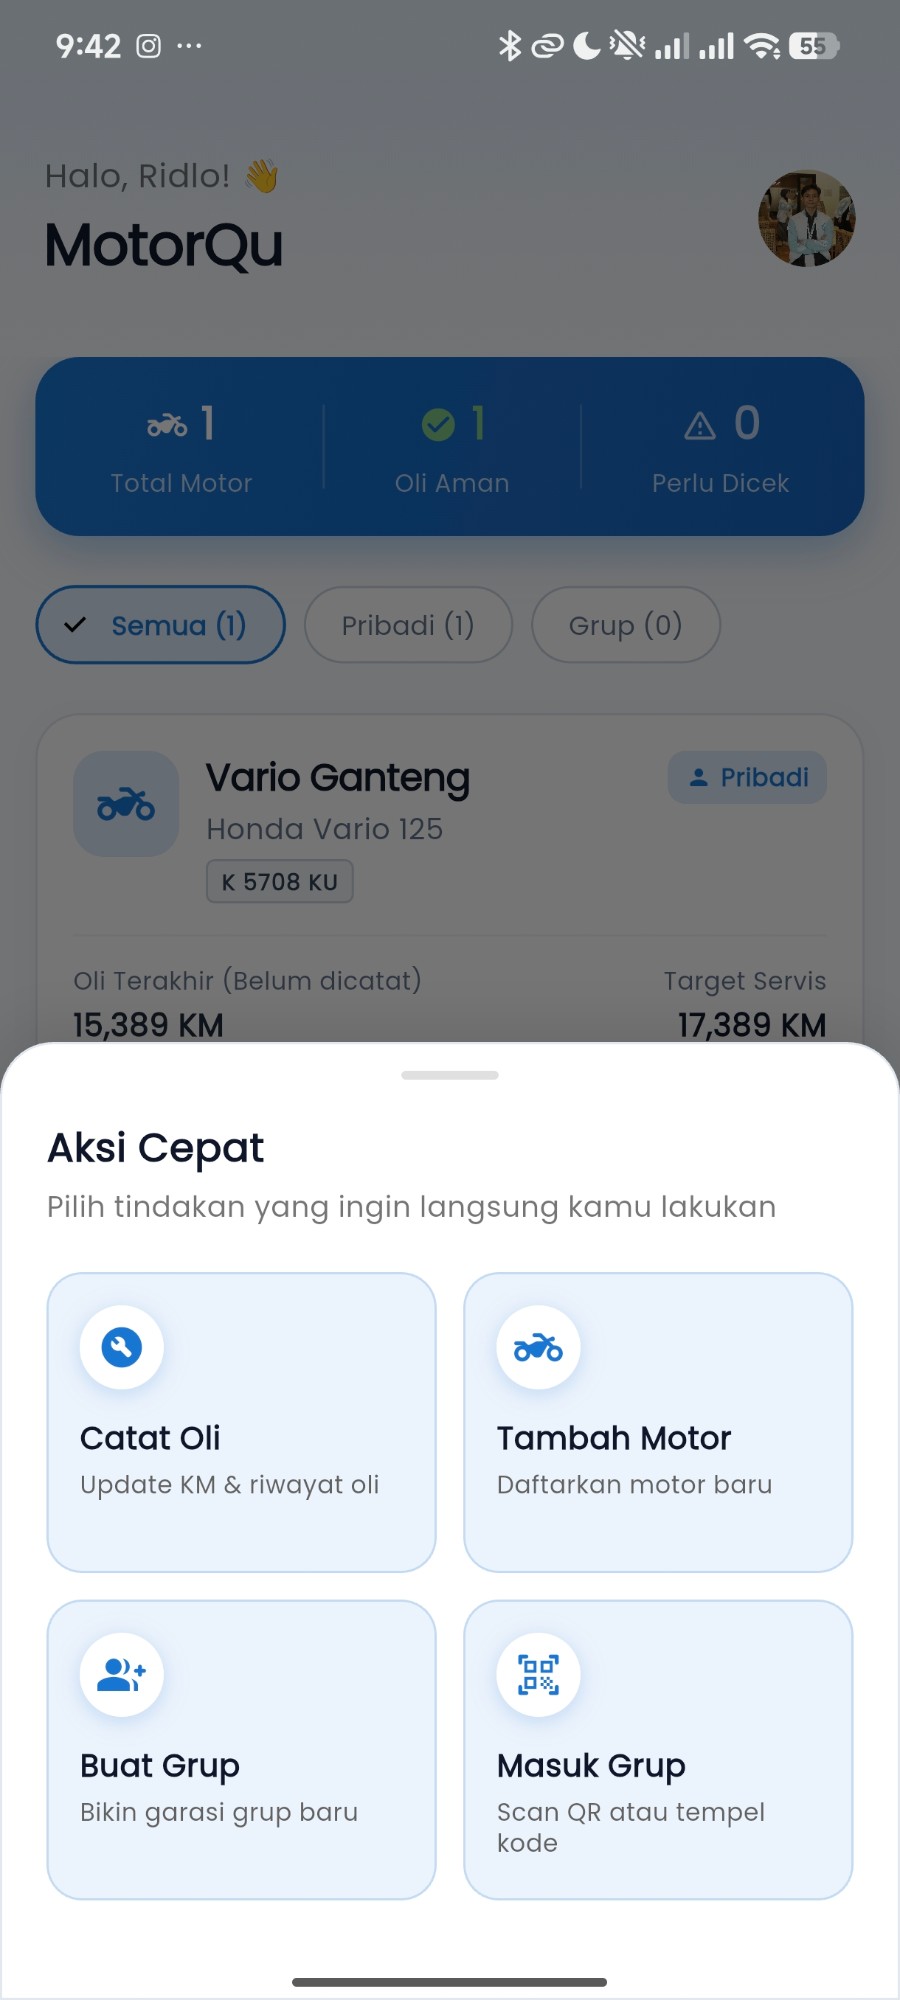 9:42
55
Halo, Ridlo! 👋
MotorQu
1 1 0
Total Motor Oli Aman Perlu Dicek
Semua (1) Pribadi (1) Grup (0)
Vario Ganteng Pribadi
Honda Vario 125
K 5708 KU
Oli Terakhir (Belum dicatat) Target Servis
15,389 KM 17,389 KM
Aksi Cepat
Pilih tindakan yang ingin langsung kamu lakukan
Catat Oli
Update KM & riwayat oli
Tambah Motor
Daftarkan motor baru
Buat Grup
Bikin garasi grup baru
Masuk Grup
Scan QR atau tempel
kode